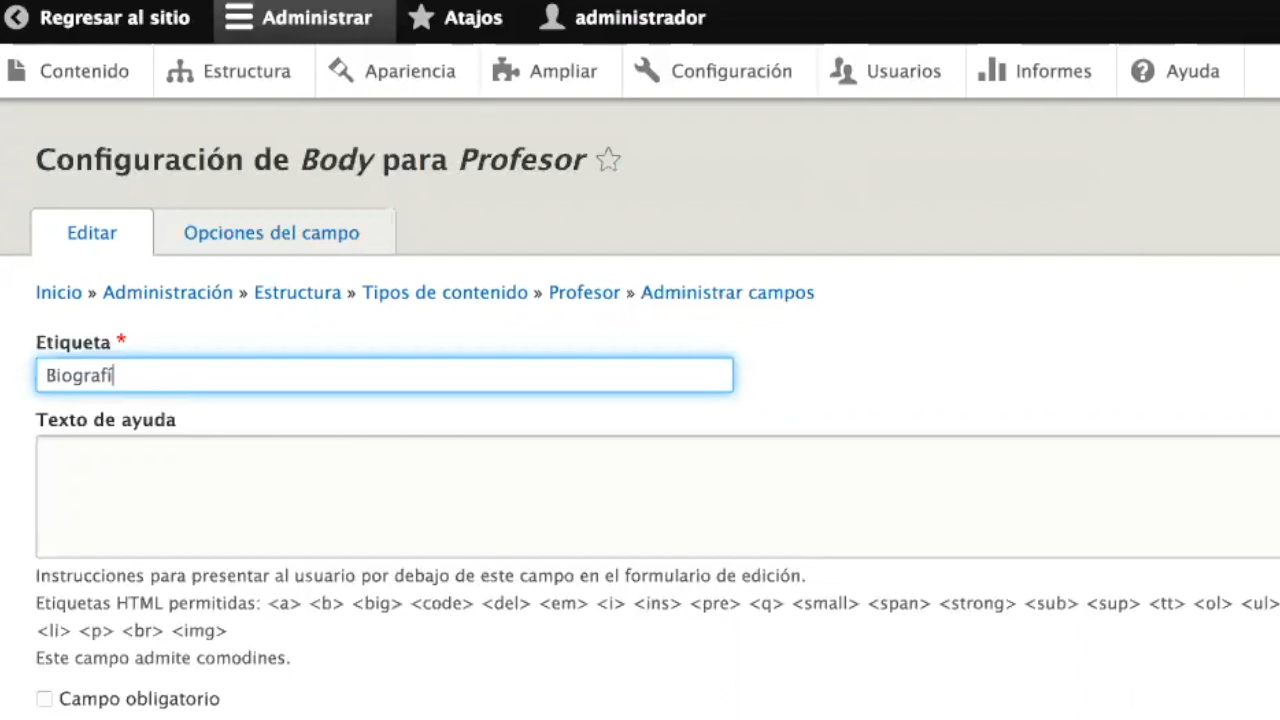 Regresar al sitio Administrar Atajos administrador
Contenido Estructura Apariencia Ampliar Configuración Usuarios Informes Ayuda
Configuración de Body para Profesor
Editar Opciones del campo
Inicio » Administración » Estructura » Tipos de contenido » Profesor » Administrar campos
Etiqueta *
Biografí
Texto de ayuda
Instrucciones para presentar al usuario por debajo de este campo en el formulario de edición.
Etiquetas HTML permitidas: <a> <b> <big> <code> <del> <em> <i> <ins> <pre> <q> <small> <span> <strong> <sub> <sup> <tt> <ol> <ul>
<li> <p> <br> <img>
Este campo admite comodines.
Campo obligatorio